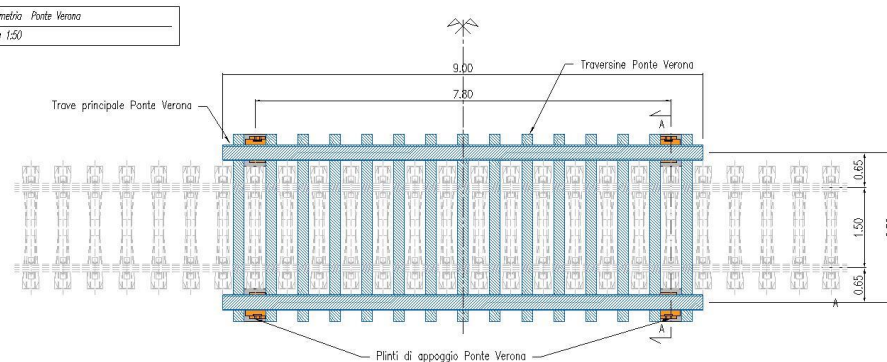 Ponte Verona
1:50
9.00
Traversine Ponte Verona
7.80
Trave principale Ponte Verona
A
0.65
1.50
0.65
A
A
Plinti di appoggio Ponte Verona